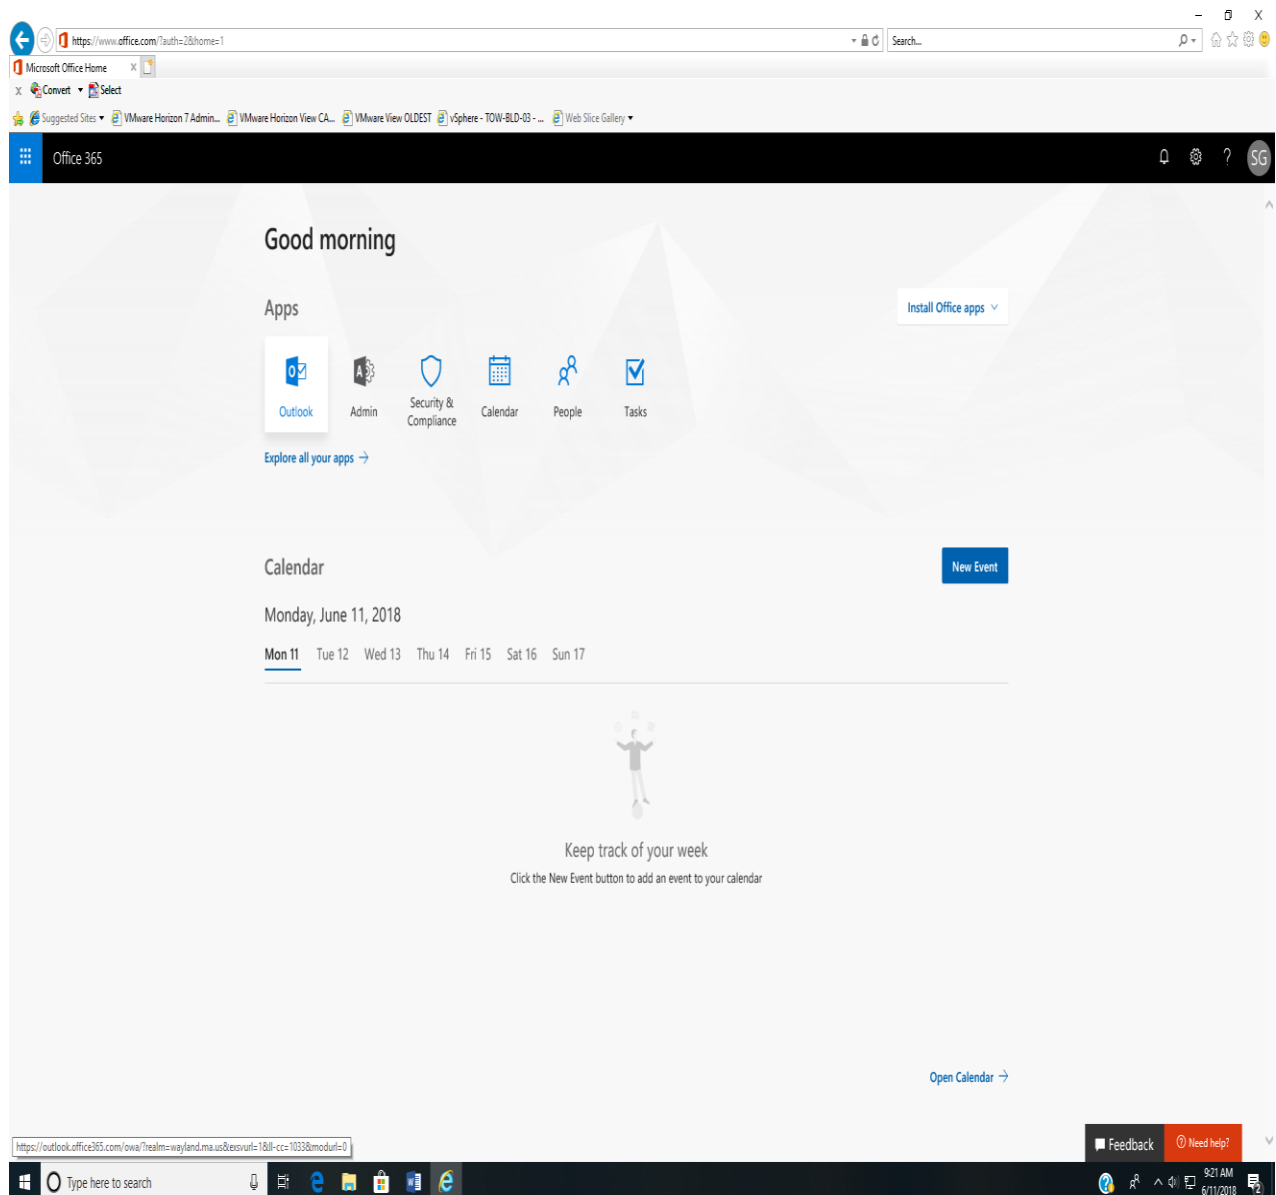 https://www.office.com/?auth=2&home=1
Search...
Microsoft Office Home
Convert Select
Suggested Sites VMware Horizon 7 Admin... VMware Horizon View CA... VMware View OLDEST vSphere - TOW-BLD-03 - ... Web Slice Gallery
Office 365
? SG
Good morning
Apps
Install Office apps
Outlook
Admin
Security &
Compliance
Calendar
People
Tasks
Explore all your apps →
Calendar
New Event
Monday, June 11, 2018
Mon 11 Tue 12 Wed 13 Thu 14 Fri 15 Sat 16 Sun 17
Keep track of your week
Click the New Event button to add an event to your calendar
Open Calendar →
Feedback
Need help?
https://outlook.office365.com/owa/?realm=wayland.ma.us&exsvurl=1&ll-cc=1033&modurl=0
Type here to search
9:21 AM
6/11/2018